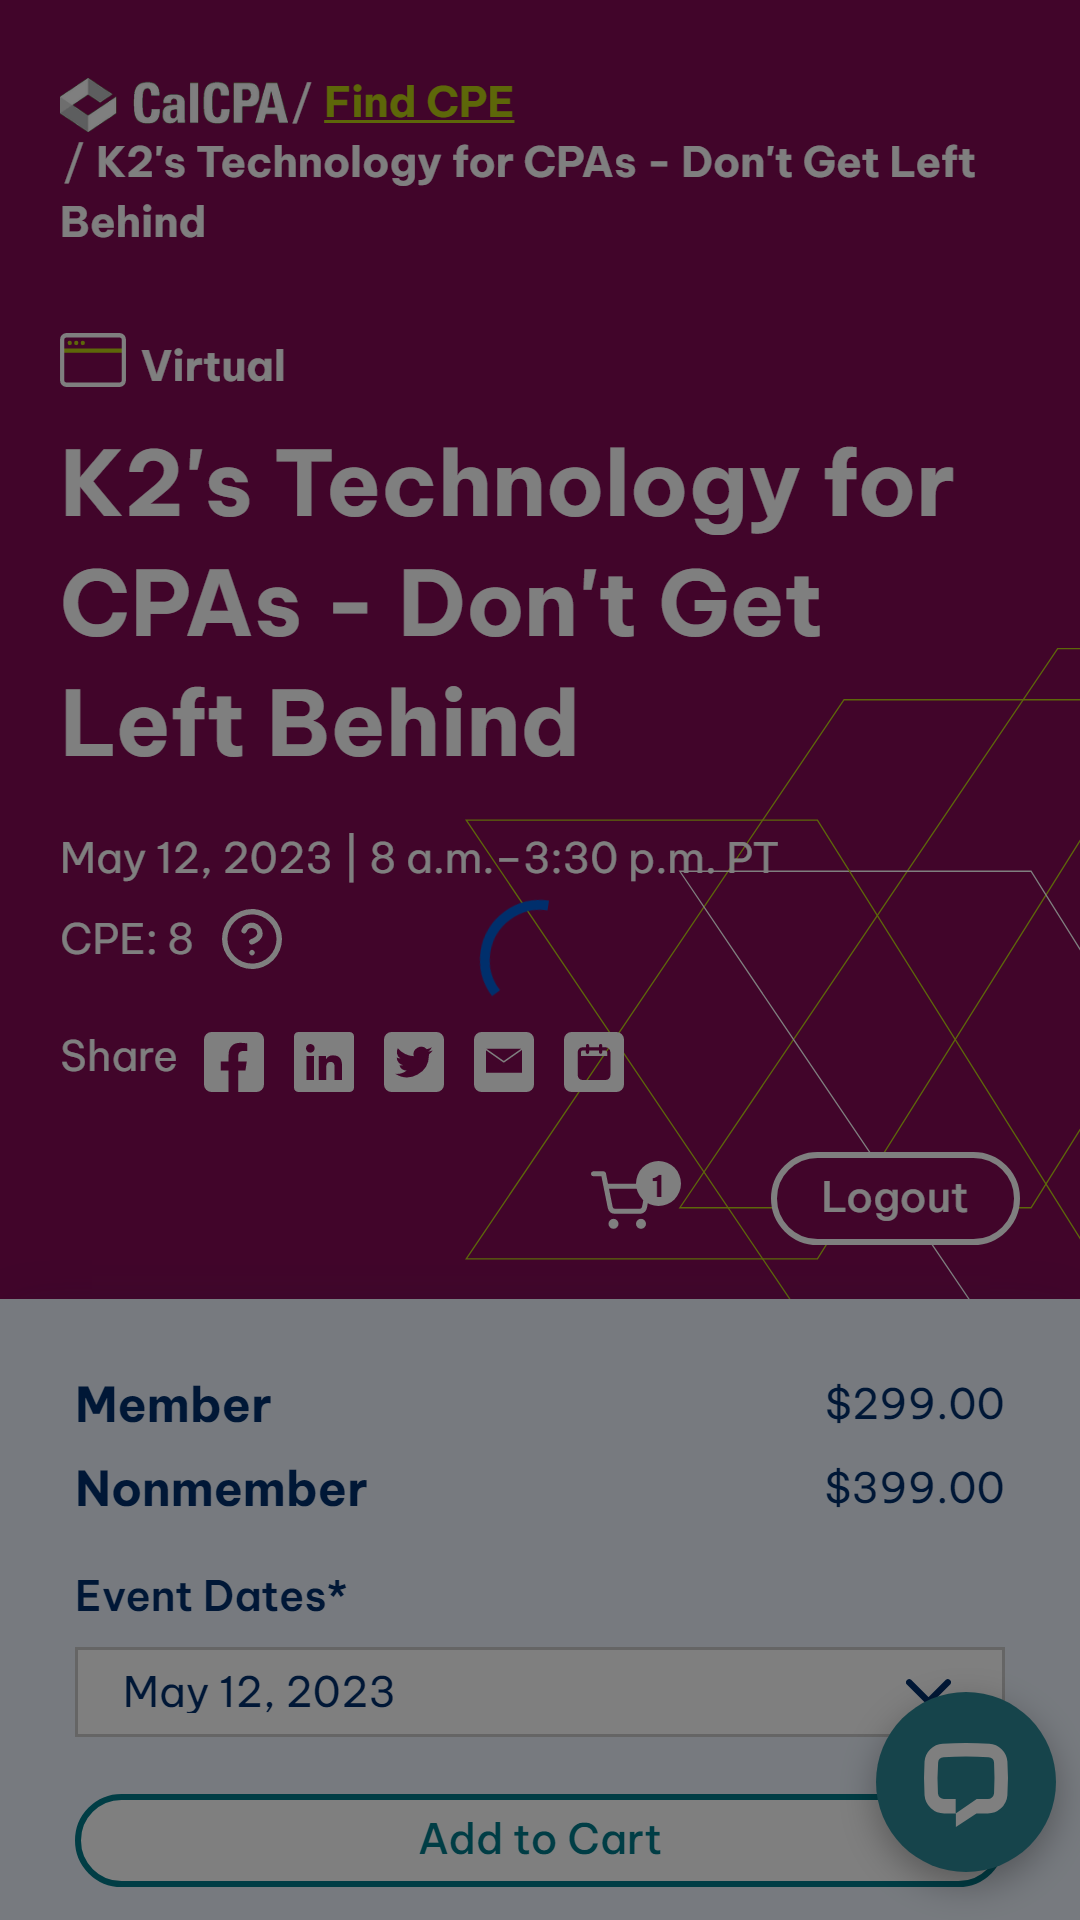 CalCPA / Find CPE
/ K2's Technology for CPAs - Don't Get Left
Behind
Virtual
K2's Technology for
CPAs - Don't Get
Left Behind
May 12, 2023 | 8 a.m.–3:30 p.m. PT
CPE: 8 ?
Share
1
Logout
Member $299.00
Nonmember $399.00
Event Dates*
May 12, 2023
Add to Cart